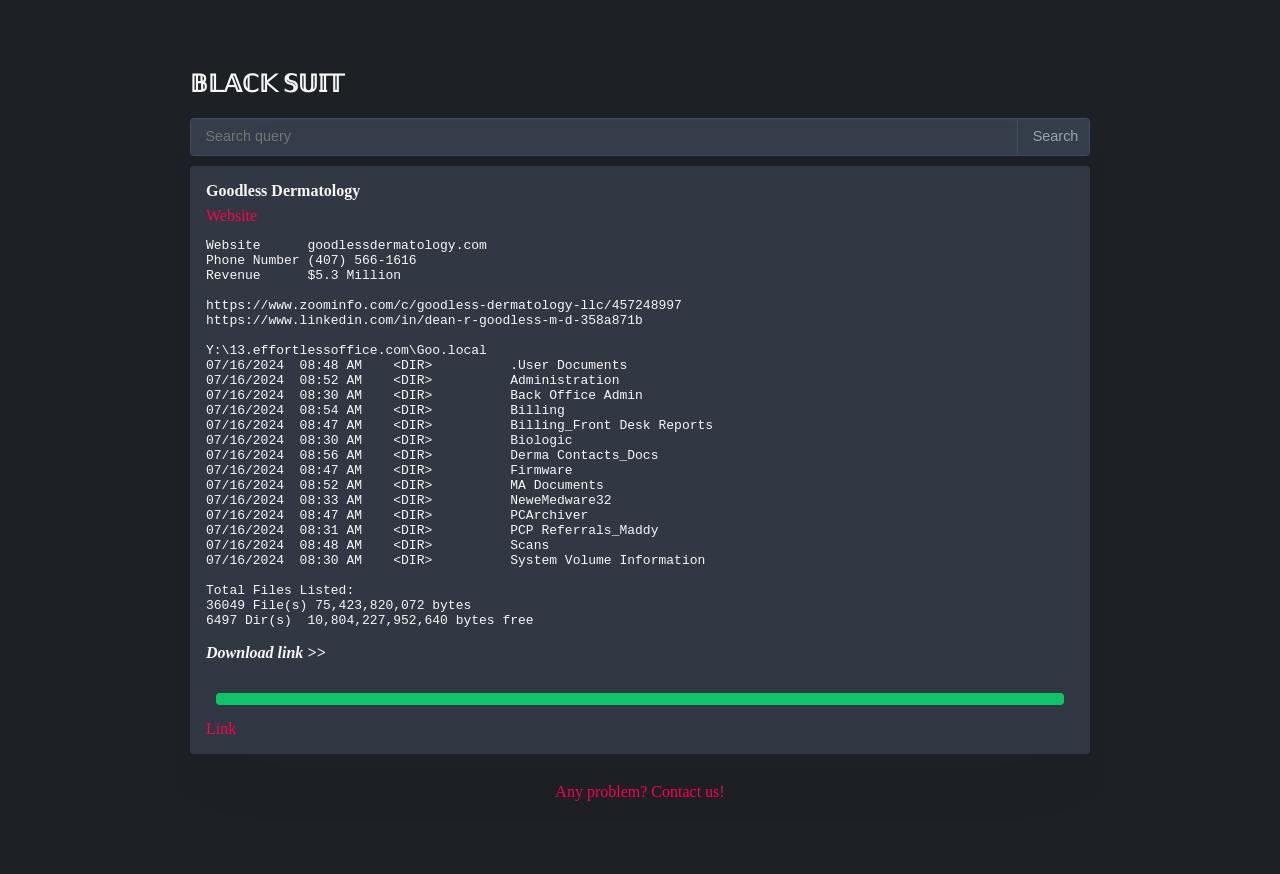 BLACK SUIT
Search query
Search
Goodless Dermatology
Website
Website      goodlessdermatology.com
Phone Number (407) 566-1616
Revenue      $5.3 Million
https://www.zoominfo.com/c/goodless-dermatology-llc/457248997
https://www.linkedin.com/in/dean-r-goodless-m-d-358a871b
Y:\13.effortlessoffice.com\Goo.local
07/16/2024  08:48 AM    <DIR>          .User Documents
07/16/2024  08:52 AM    <DIR>          Administration
07/16/2024  08:30 AM    <DIR>          Back Office Admin
07/16/2024  08:54 AM    <DIR>          Billing
07/16/2024  08:47 AM    <DIR>          Billing_Front Desk Reports
07/16/2024  08:30 AM    <DIR>          Biologic
07/16/2024  08:56 AM    <DIR>          Derma Contacts_Docs
07/16/2024  08:47 AM    <DIR>          Firmware
07/16/2024  08:52 AM    <DIR>          MA Documents
07/16/2024  08:33 AM    <DIR>          NeweMedware32
07/16/2024  08:47 AM    <DIR>          PCArchiver
07/16/2024  08:31 AM    <DIR>          PCP Referrals_Maddy
07/16/2024  08:48 AM    <DIR>          Scans
07/16/2024  08:30 AM    <DIR>          System Volume Information
Total Files Listed:
36049 File(s) 75,423,820,072 bytes
6497 Dir(s)  10,804,227,952,640 bytes free
Download link >>
Link
Any problem? Contact us!